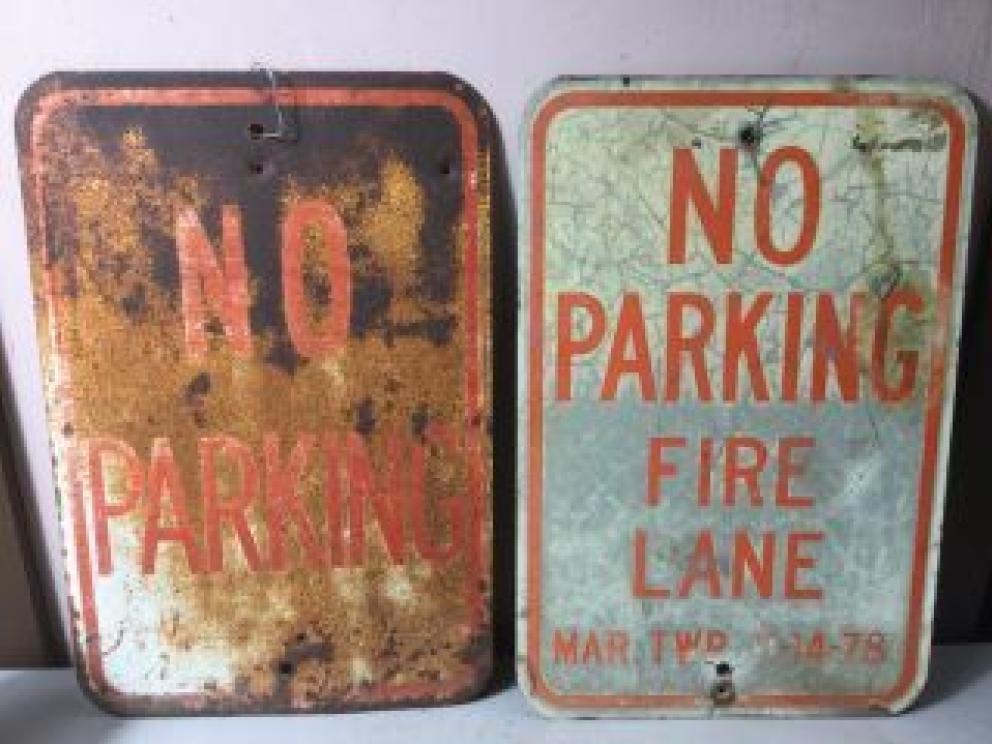 NO
PARKING
NO
PARKING
FIRE
LANE
MAR. TWP. -14-78